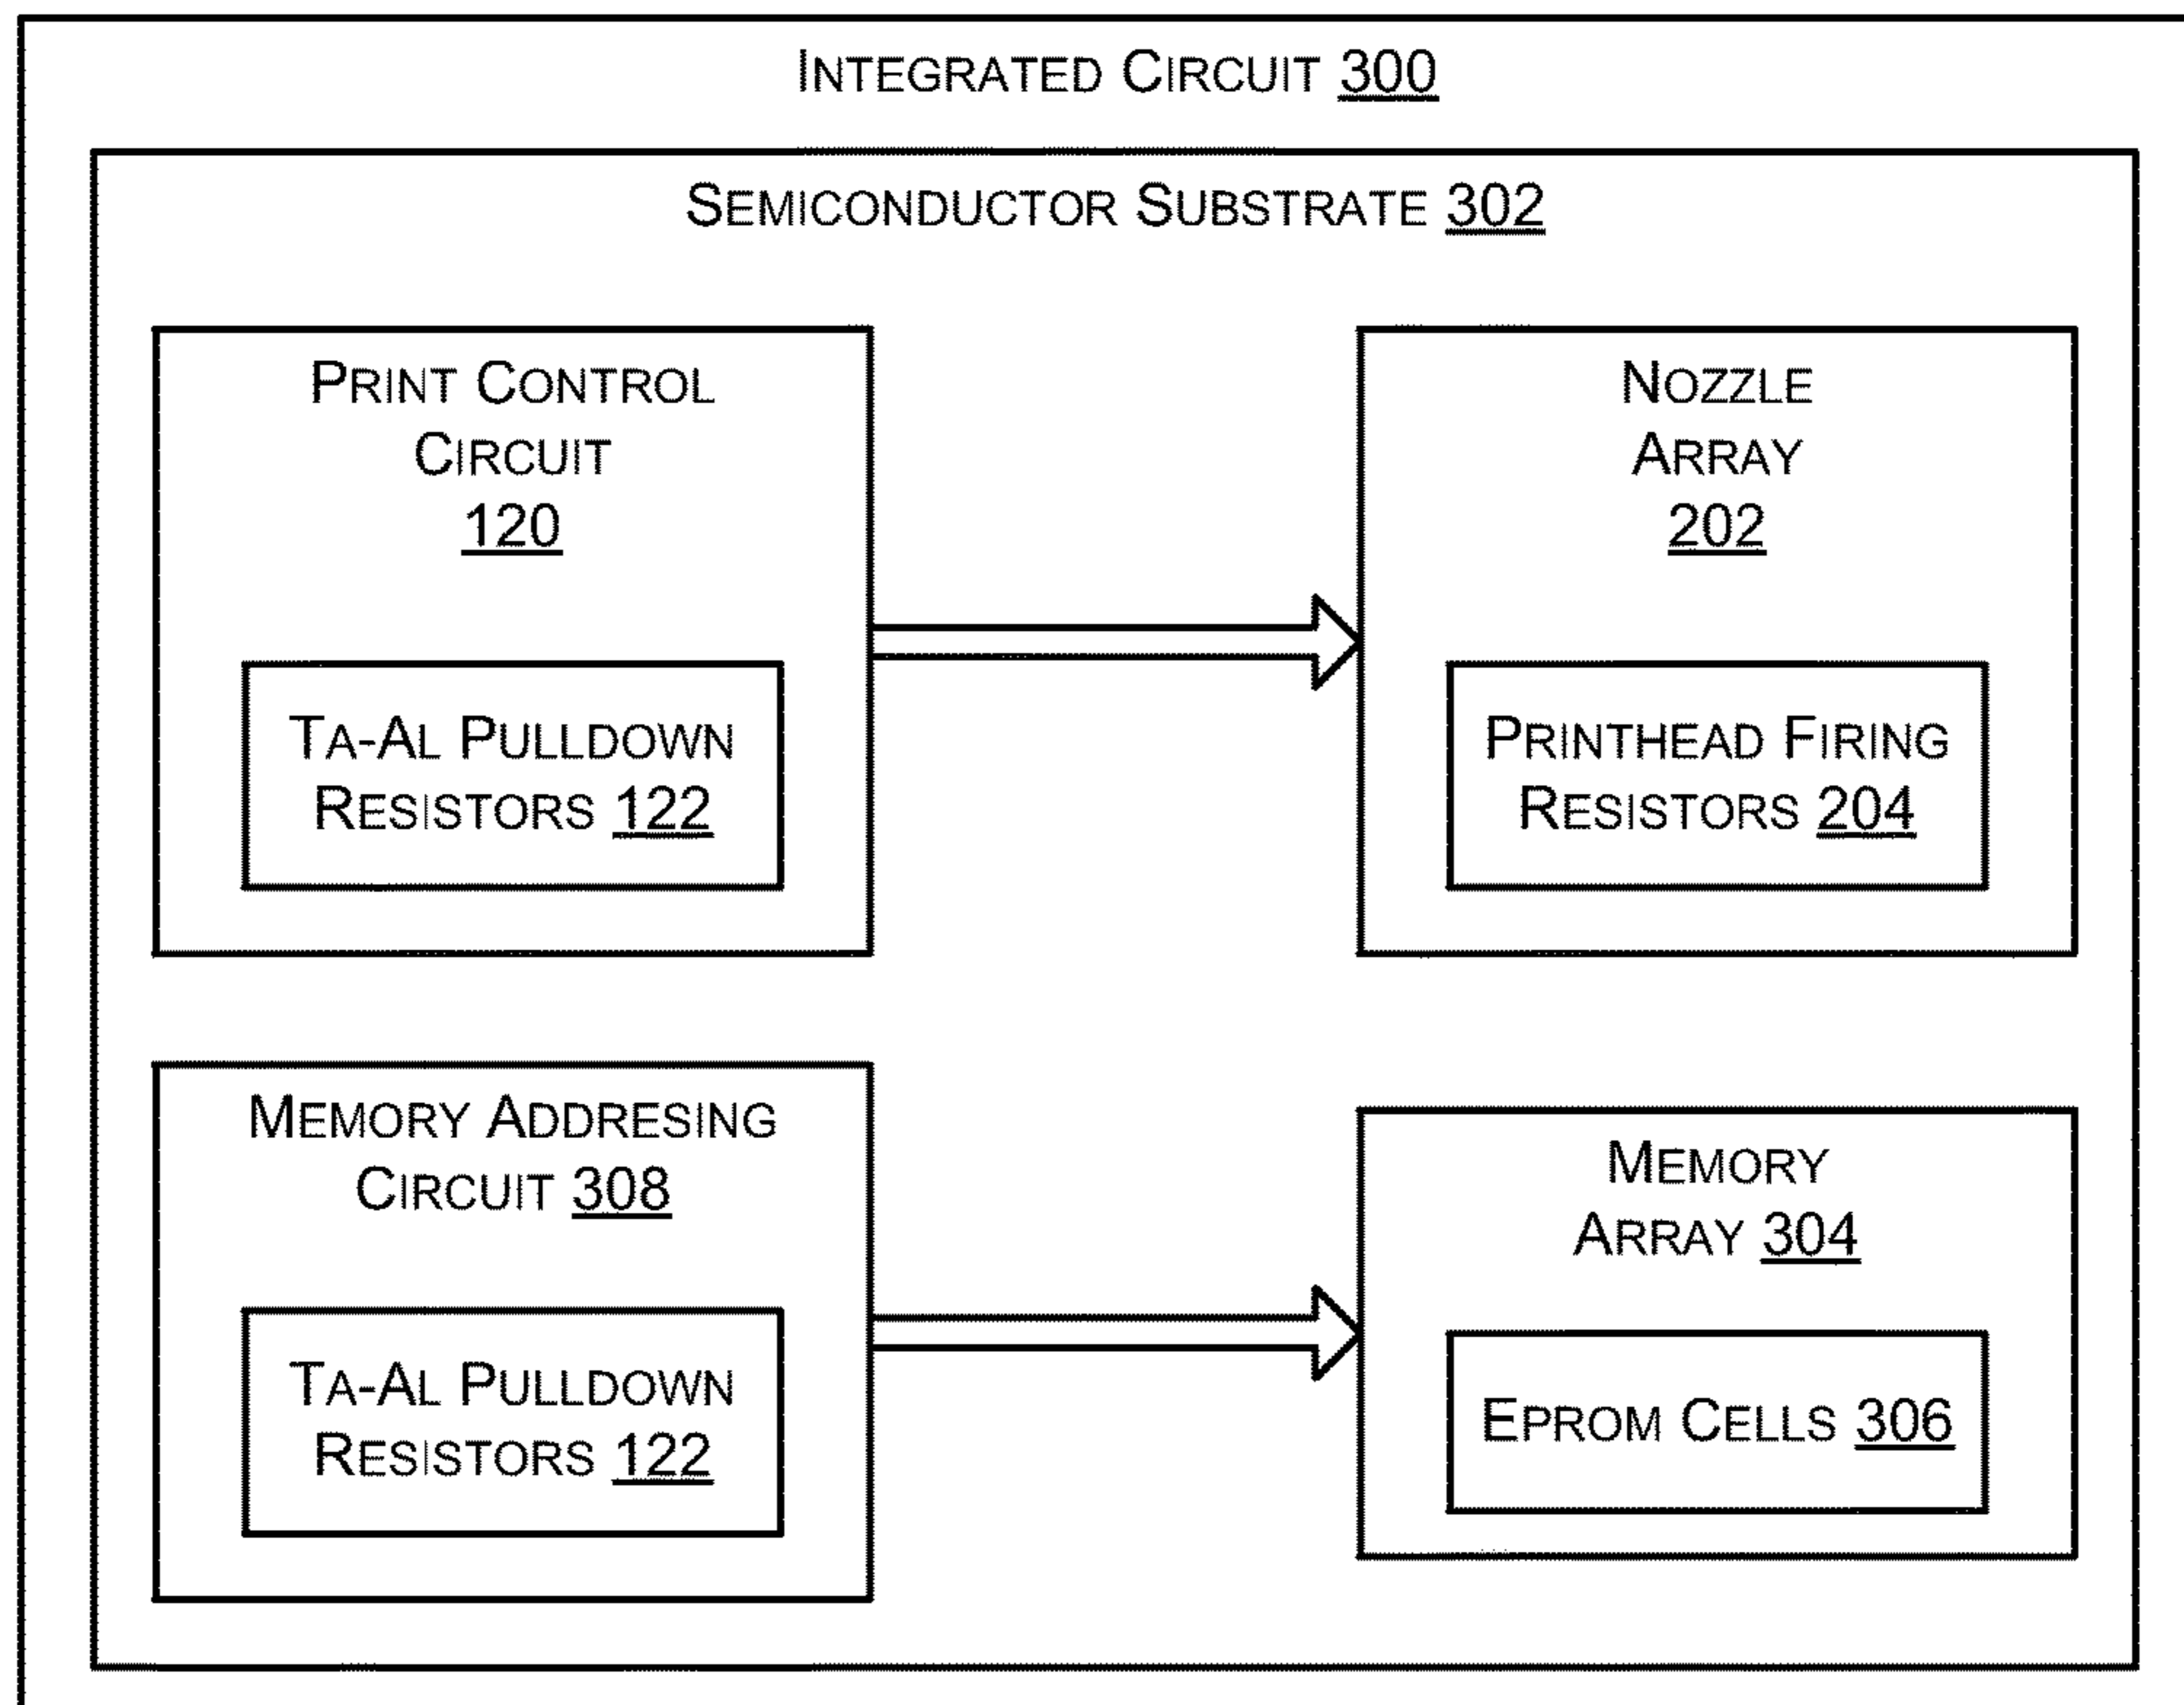 INTEGRATED CIRCUIT 300
SEMICONDUCTOR SUBSTRATE 302
PRINT CONTROL
CIRCUIT
120
TA-AL PULLDOWN
RESISTORS 122
NOZZLE
ARRAY
202
PRINTHEAD FIRING
RESISTORS 204
MEMORY ADDRESING
CIRCUIT 308
TA-AL PULLDOWN
RESISTORS 122
MEMORY
ARRAY 304
EPROM CELLS 306